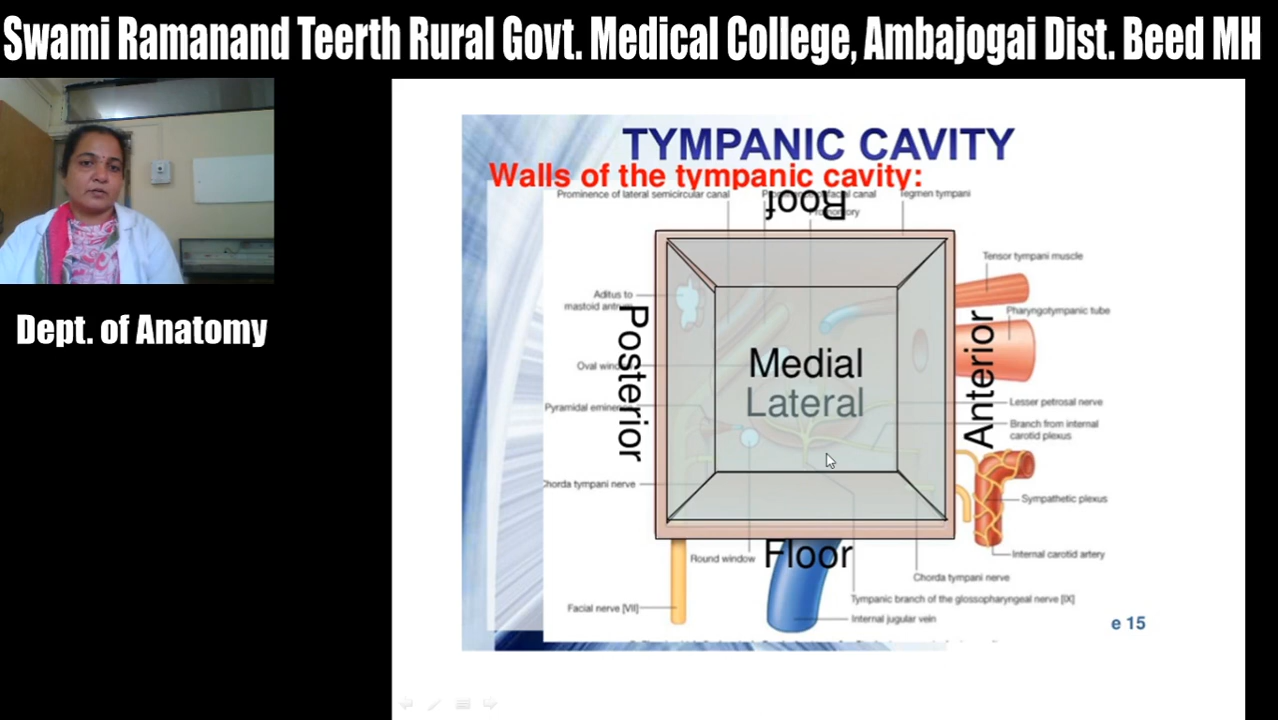 Swami Ramanand Teerth Rural Govt. Medical College, Ambajogai Dist. Beed MH
Dept. of Anatomy
TYMPANIC CAVITY
Walls of the tympanic cavity:
Prominence of lateral semicircular canal
facial canal
Tegmen tympani
Roof
Tensor tympani muscle
Aditus to
mastoid
Pharyngotympanic tube
Posterior
Anterior
Medial
Lateral
Oval
Pyramidal
Lesser petrosal nerve
Branch from internal
carotid plexus
Chorda tympani nerve
Sympathetic plexus
Round window
Floor
Internal carotid artery
Chorda tympani nerve
Tympanic branch of the glossopharyngeal nerve [IX]
Facial nerve [VII]
Internal jugular vein
e 15